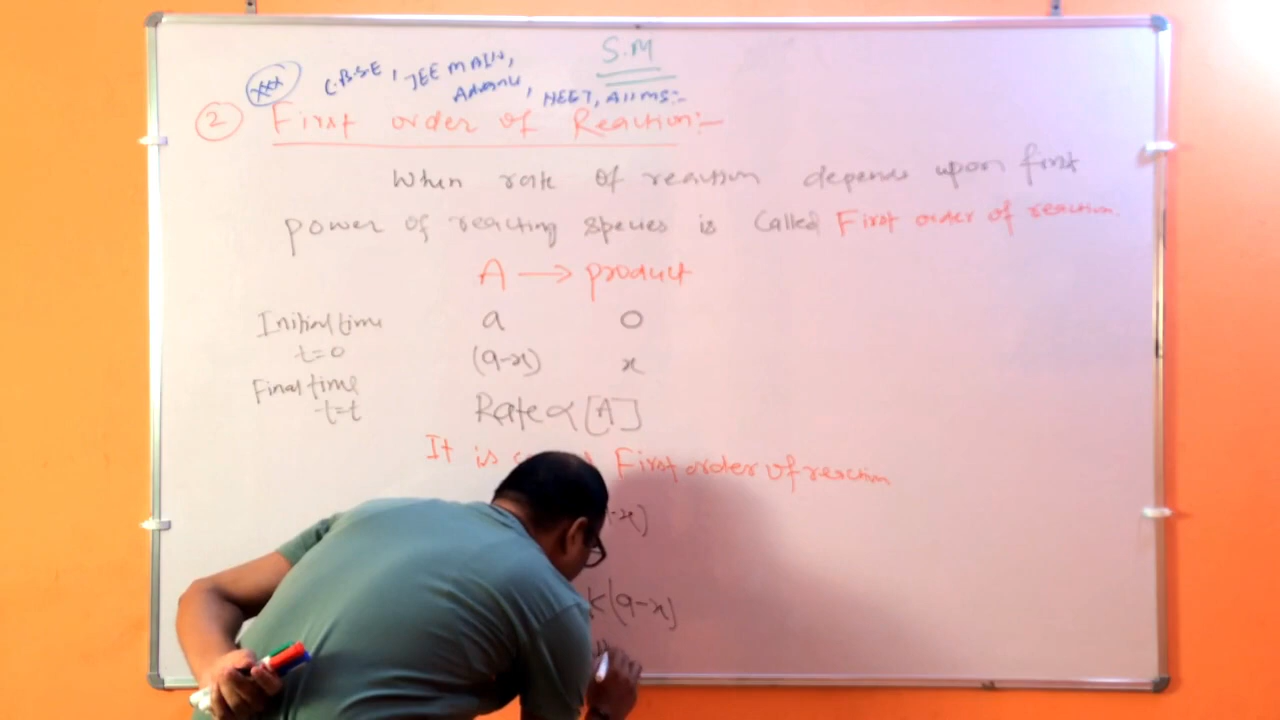 S.M
xxx C.B.S.E, JEE MAIN,
Advance, NEET, AIIMS:-
② First order of Reaction:-
When rate of reaction depends upon first
power of reacting species is called First order of reaction.
A → product
Initial time a 0
t=0
(a-x) x
Final time
t=t
Rate ∝ [A]
It is First order of reaction
-x)
K(a-x)